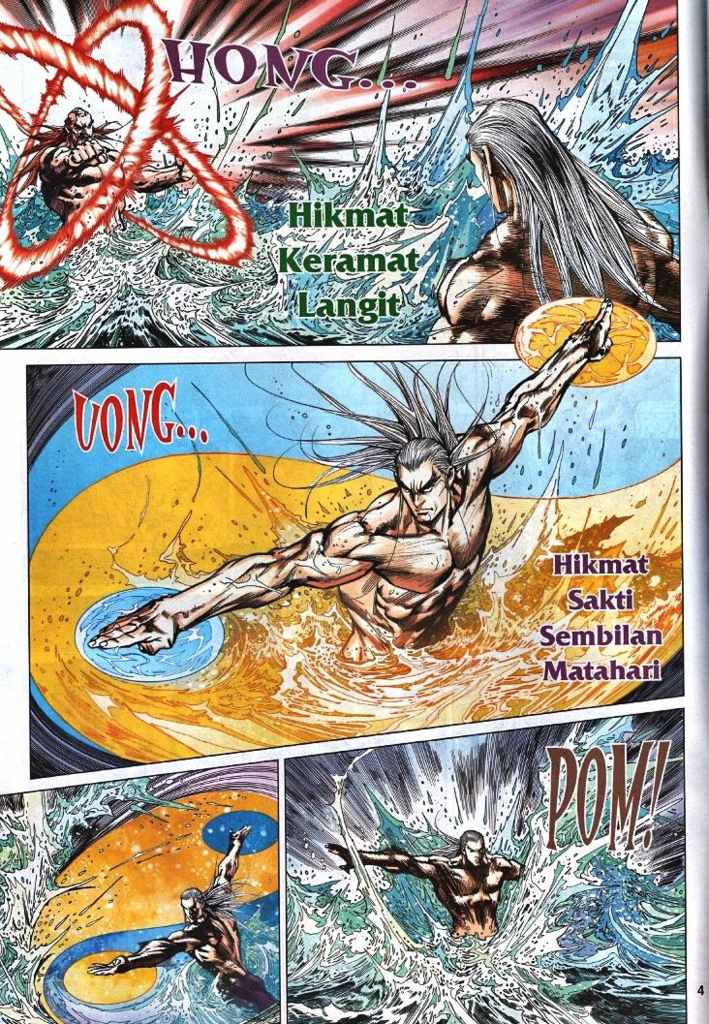 HONG...
Hikmat
Keramat
Langit
UONG...
Hikmat
Sakti
Sembilan
Matahari
POM!
4